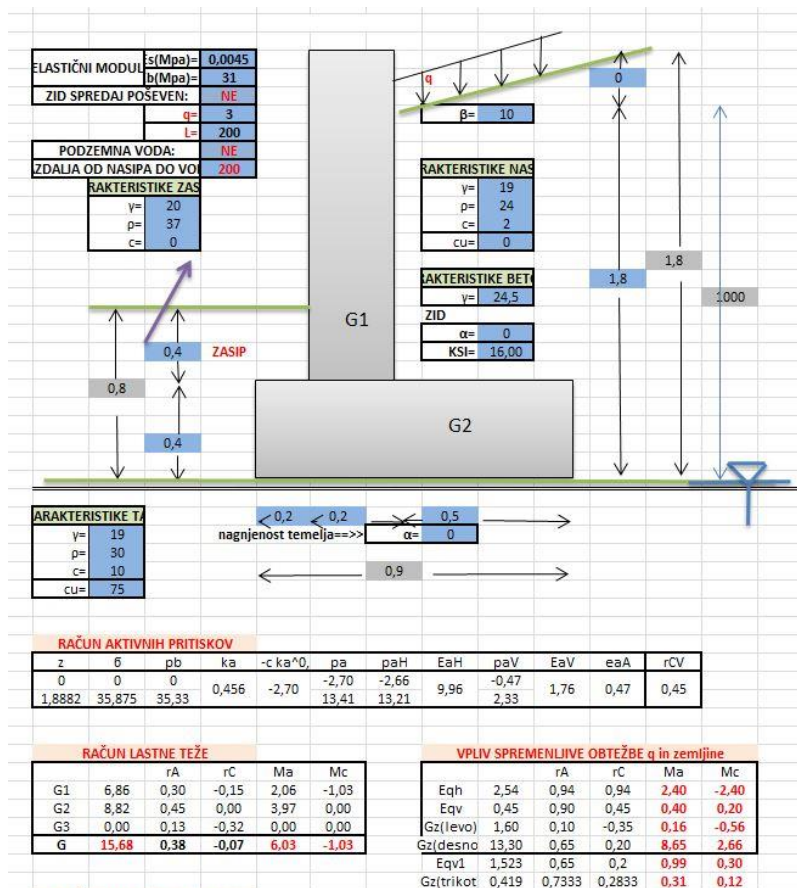 ELASTIČNI MODUL Es(Mpa)= 0,0045
b(Mpa)= 31
ZID SPREDAJ POŠEVEN: NE
q= 3
L= 200
PODZEMNA VODA: NE
ZDALJA OD NASIPA DO VOI 200
RAKTERISTIKE ZAS
γ= 20
ρ= 37
c= 0
q
0
β= 10
RAKTERISTIKE NAS
γ= 19
ρ= 24
c= 2
cu= 0
1,8
1,8
1000
AKTERISTIKE BETO
γ= 24,5
ZID
α= 0
KSI= 16,00
G1
0,4 ZASIP
0,8
0,4
G2
ARAKTERISTIKE TA
γ= 19
ρ= 30
c= 10
cu= 75
0,2 0,2 0,5
nagnjenost temelja==>> α= 0
0,9
RAČUN AKTIVNIH PRITISKOV
z б pb ka -c ka^0, pa paH EaH paV EaV eaA rCV
0 0 0 0,456 -2,70 -2,70 -2,66 9,96 -0,47 1,76 0,47 0,45
1,8882 35,875 35,33 13,41 13,21 2,33
RAČUN LASTNE TEŽE
rA rC Ma Mc
G1 6,86 0,30 -0,15 2,06 -1,03
G2 8,82 0,45 0,00 3,97 0,00
G3 0,00 0,13 -0,32 0,00 0,00
G 15,68 0,38 -0,07 6,03 -1,03
VPLIV SPREMENLJIVE OBTEŽBE q in zemljine
rA rC Ma Mc
Eqh 2,54 0,94 0,94 2,40 -2,40
Eqv 0,45 0,90 0,45 0,40 0,20
Gz(levo) 1,60 0,10 -0,35 0,16 -0,56
Gz(desno 13,30 0,65 0,20 8,65 2,66
Eqv1 1,523 0,65 0,2 0,99 0,30
Gz(trikot 0,419 0,7333 0,2833 0,31 0,12